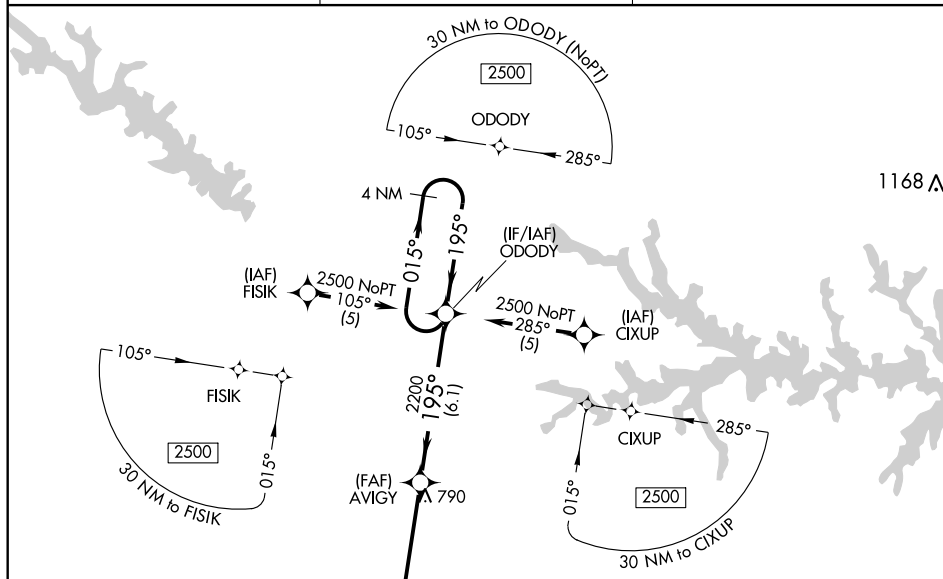 30 NM to ODODY (NoPT)
2500
ODODY
105°
285°
1168
4 NM
015°
195°
(IF/IAF)
ODODY
(IAF)
FISIK
2500 NoPT
105°
(5)
2500 NoPT
285°
(5)
(IAF)
CIXUP
105°
FISIK
2500
015°
30 NM to FISIK
2200
195°
(6.1)
(FAF)
AVIGY
790
CIXUP
285°
015°
2500
30 NM to CIXUP